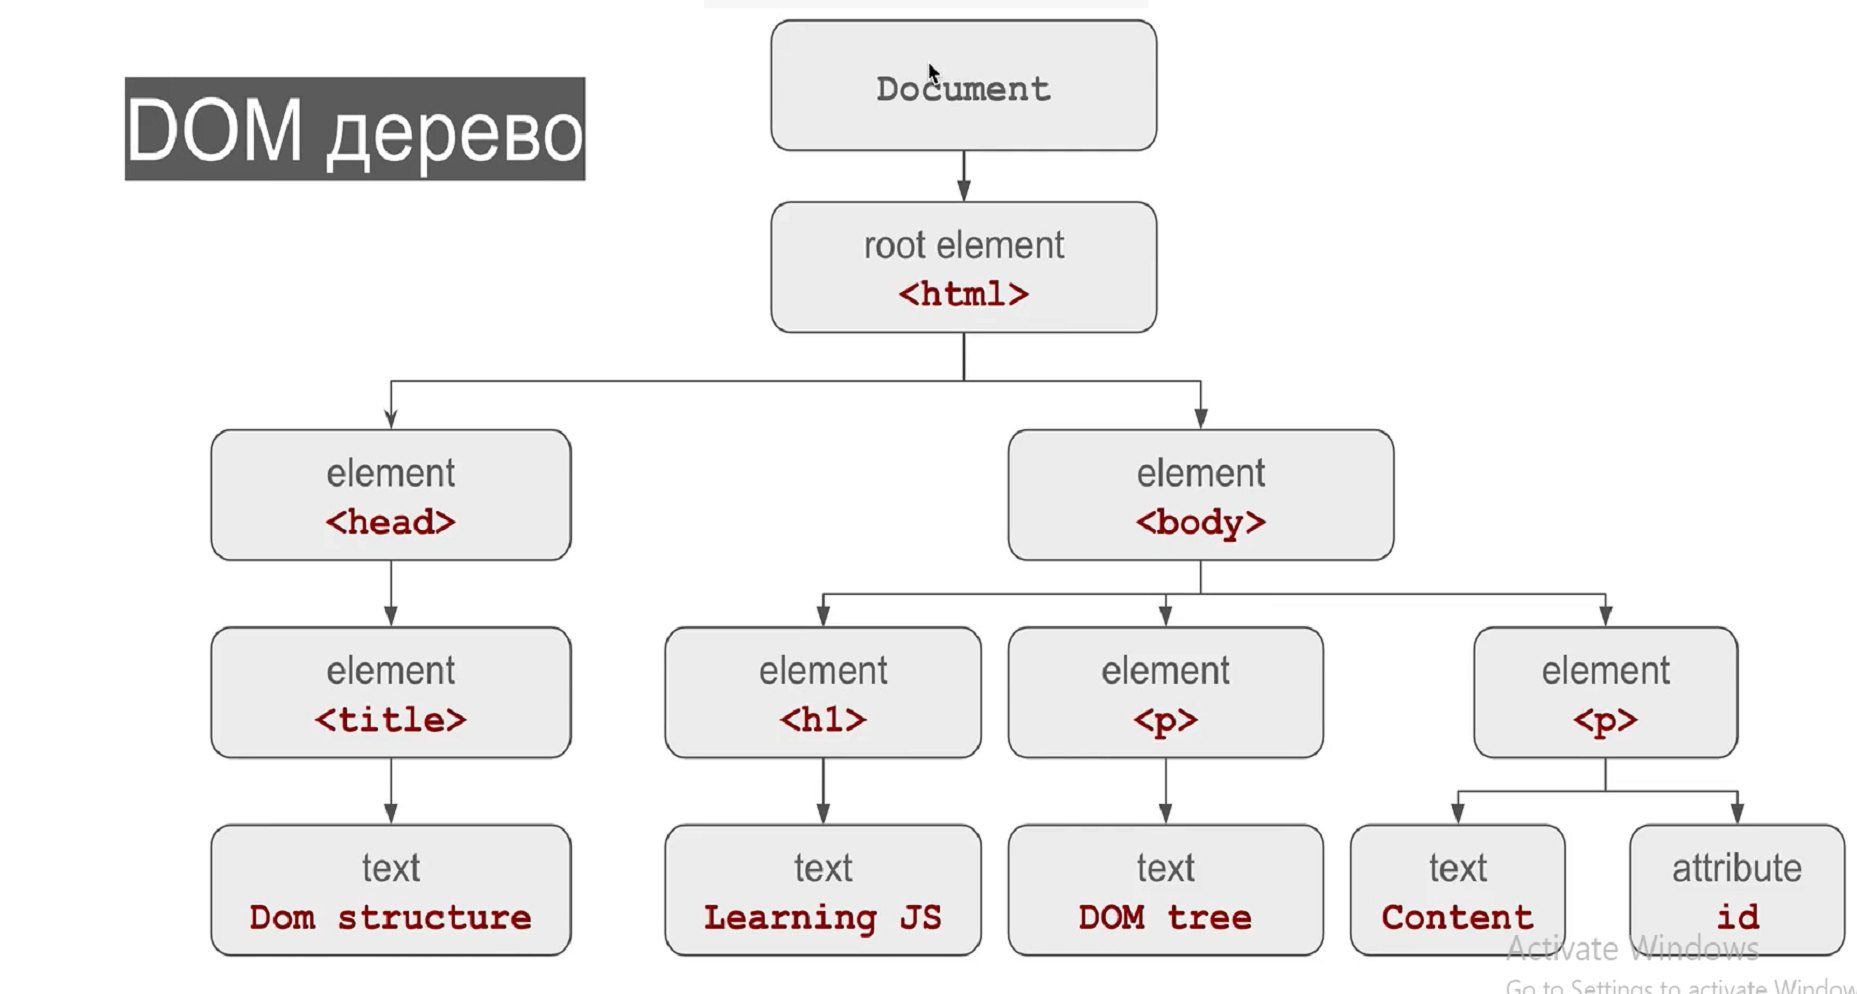 DOM дерево
Document
root element
<html>
element
<head>
element
<body>
element
<title>
element
<h1>
element
<p>
element
<p>
text
Dom structure
text
Learning JS
text
DOM tree
text
Content
attribute
id
Activate Windows
Go to Settings to activate Window